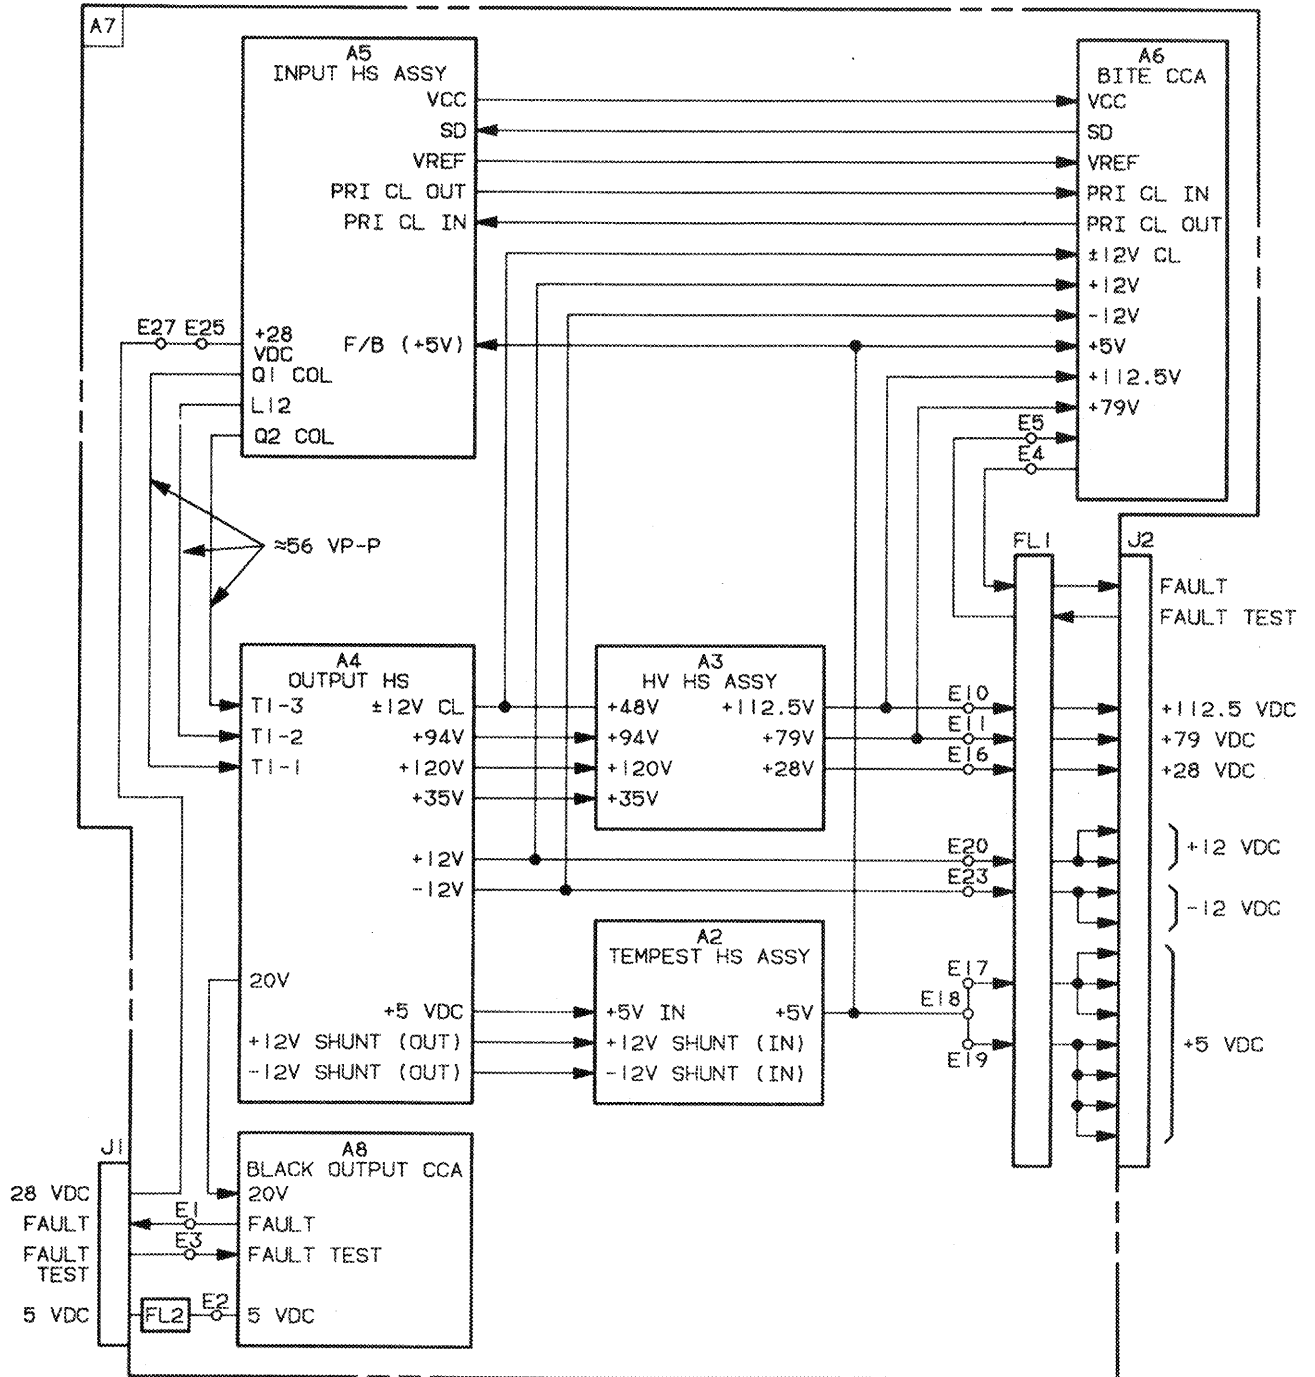 A7
A5
INPUT HS ASSY
VCC
SD
VREF
PRI CL OUT
PRI CL IN
F/B (+5V)
+28
VDC
Q1 COL
L12
Q2 COL
E27 E25
A6
BITE CCA
VCC
SD
VREF
PRI CL IN
PRI CL OUT
±12V CL
+12V
-12V
+5V
+112.5V
+79V
E5
E4
≈56 VP-P
FL1
J2
FAULT
FAULT TEST
A4
OUTPUT HS
T1-3
T1-2
T1-1
±12V CL
+94V
+120V
+35V
+12V
-12V
20V
+5 VDC
+12V SHUNT (OUT)
-12V SHUNT (OUT)
A3
HV HS ASSY
+48V
+94V
+120V
+35V
+112.5V
+79V
+28V
E10
E11
E16
+112.5 VDC
+79 VDC
+28 VDC
E20
E23
+12 VDC
-12 VDC
A2
TEMPEST HS ASSY
+5V IN
+5V
+12V SHUNT (IN)
-12V SHUNT (IN)
E17
E18
E19
+5 VDC
J1
28 VDC
FAULT
FAULT
TEST
5 VDC
E1
E3
FL2
E2
A8
BLACK OUTPUT CCA
20V
FAULT
FAULT TEST
5 VDC